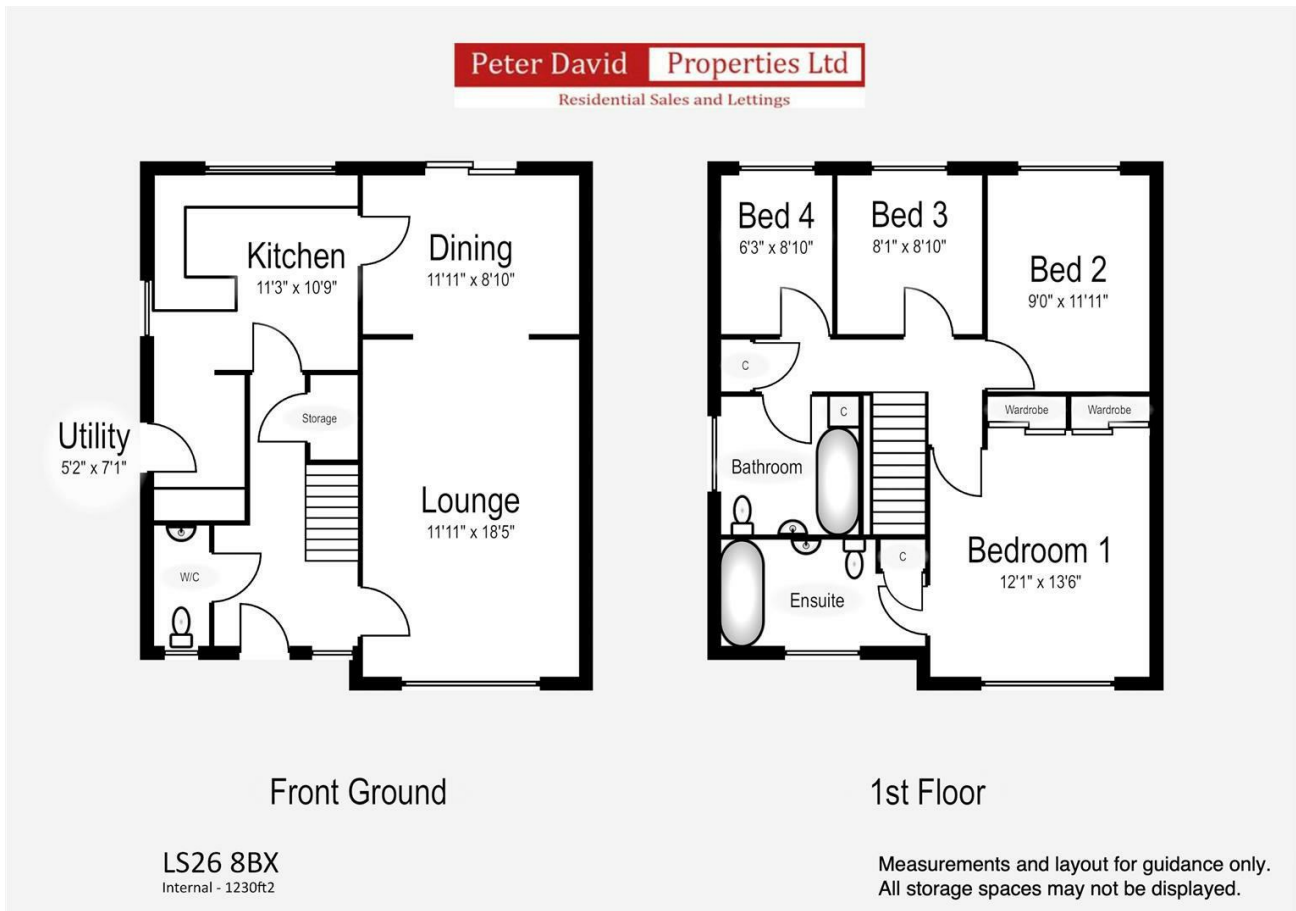 Peter David Properties Ltd
Residential Sales and Lettings
Kitchen
11'3" x 10'9"
Dining
11'11" x 8'10"
Utility
5'2" x 7'1"
Storage
Lounge
11'11" x 18'5"
W/C
Front Ground
Bed 4
6'3" x 8'10"
Bed 3
8'1" x 8'10"
Bed 2
9'0" x 11'11"
C
Wardrobe
Wardrobe
C
Bathroom
Bedroom 1
12'1" x 13'6"
C
Ensuite
1st Floor
LS26 8BX
Internal - 1230ft2
Measurements and layout for guidance only.
All storage spaces may not be displayed.